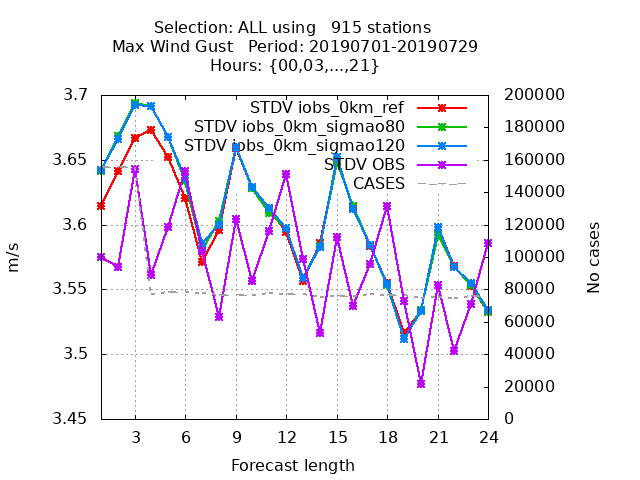 Selection: ALL using   915 stations
Max Wind Gust   Period: 20190701-20190729
Hours: {00,03,...,21}
3.7
3.65
3.6
3.55
3.5
3.45
m/s
STDV iobs_0km_ref
STDV iobs_0km_sigmao80
STDV iobs_0km_sigmao120
STDV OBS
CASES
200000
180000
160000
140000
120000
100000
80000
60000
40000
20000
0
No cases
3 6 9 12 15 18 21 24
Forecast length